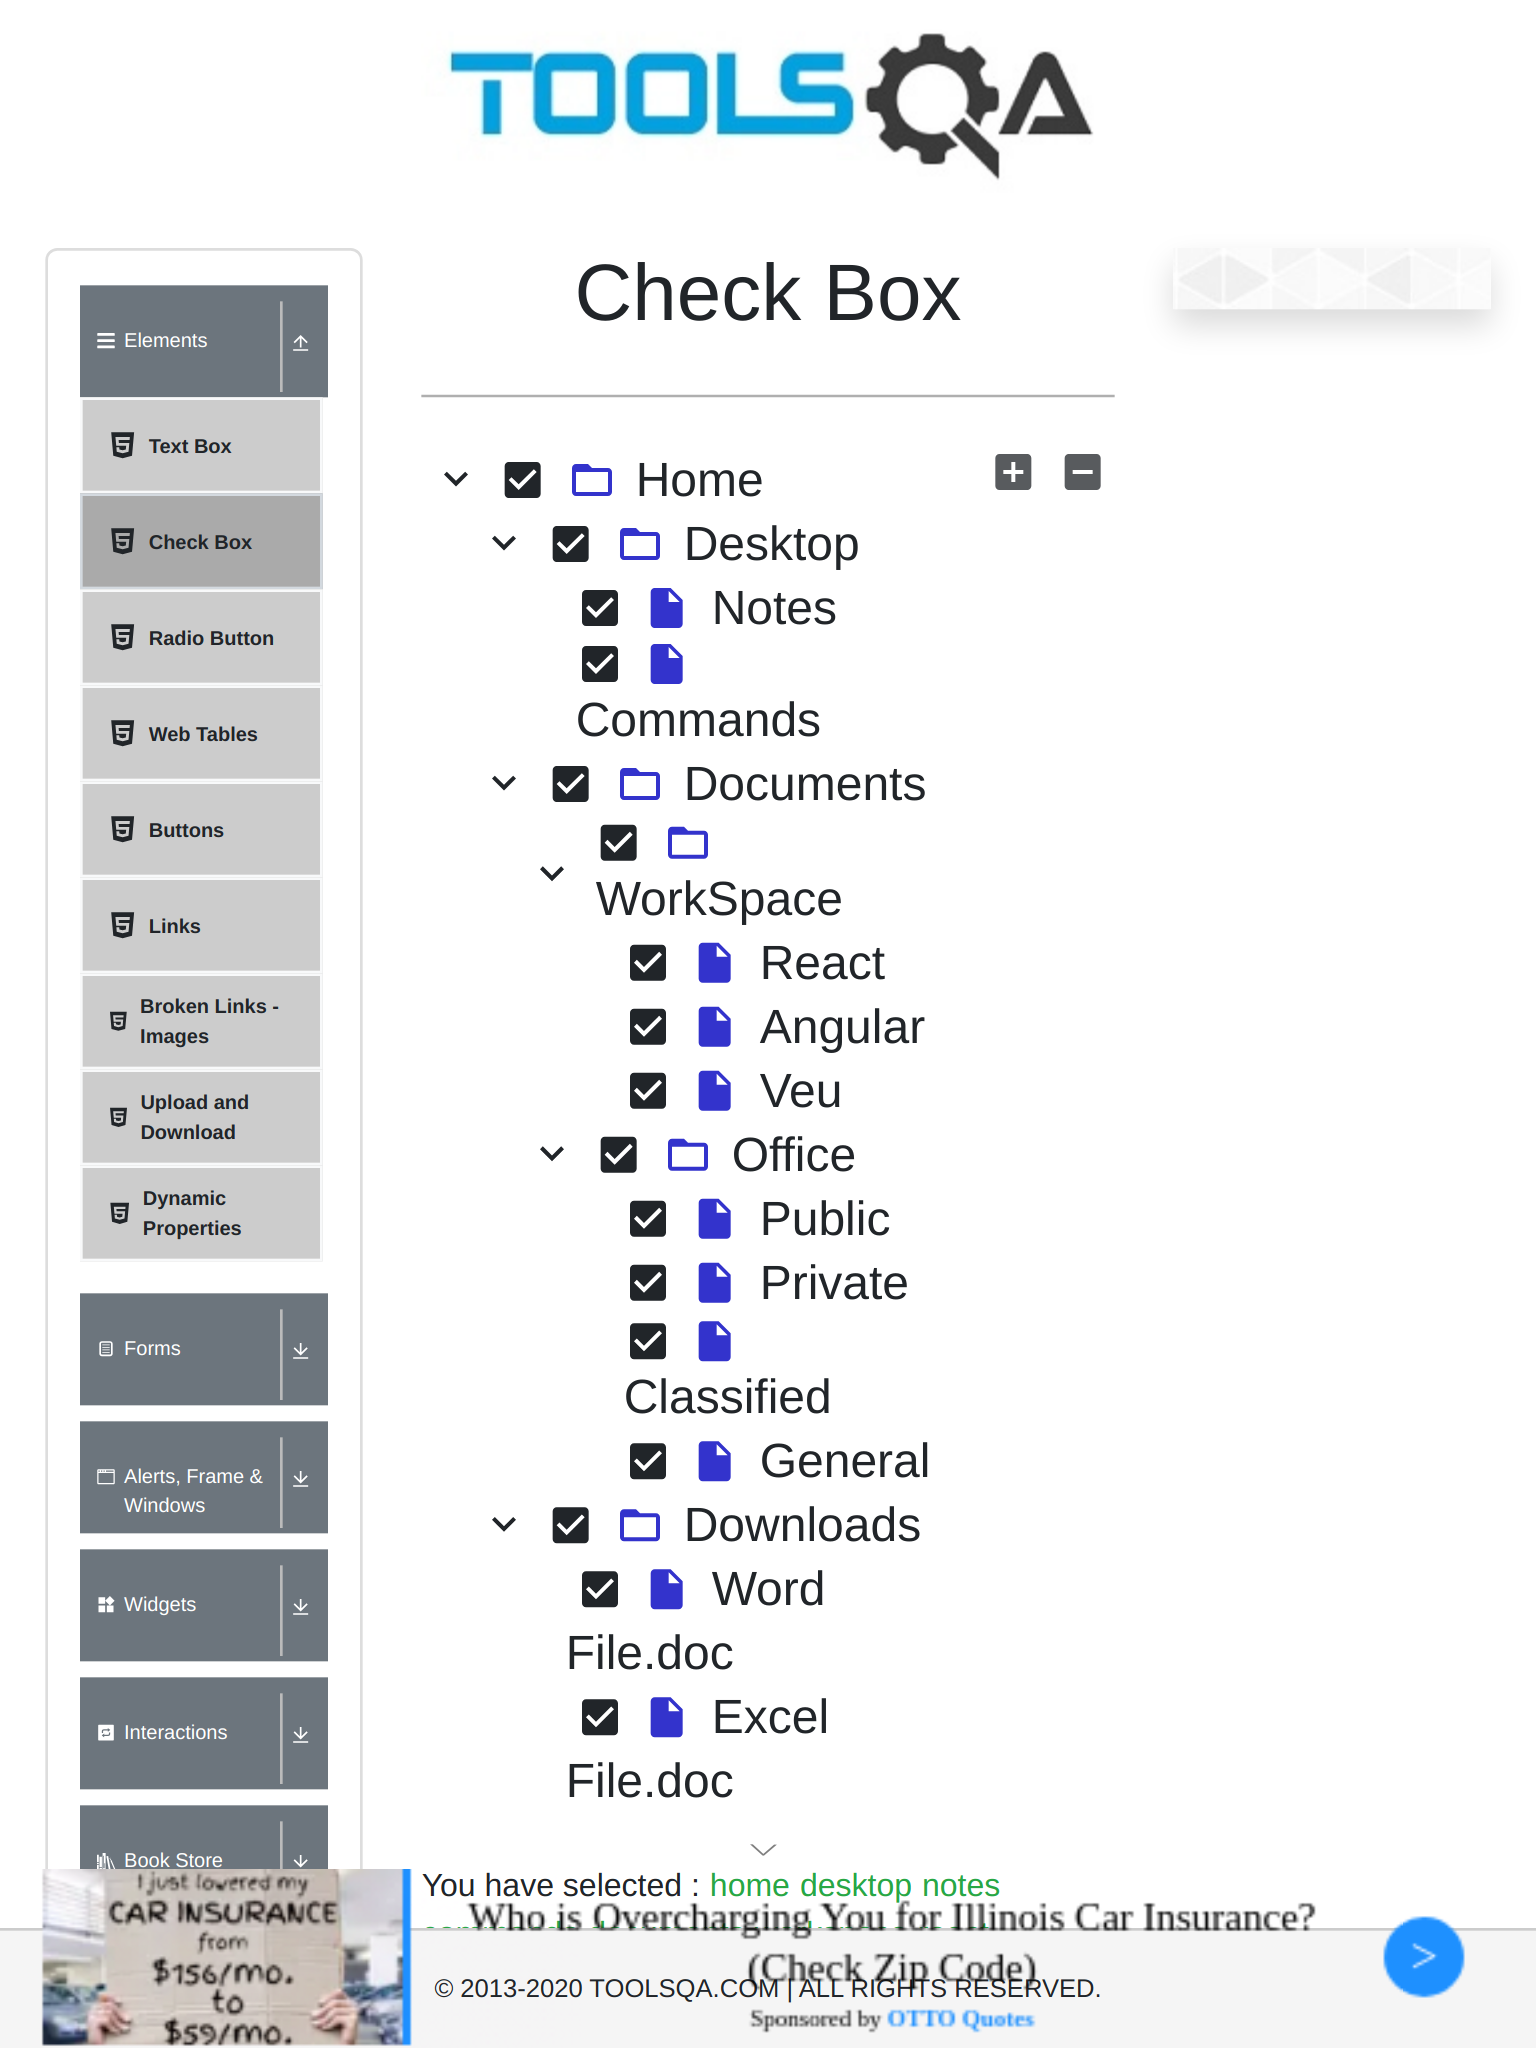 TOOLSQA
Check Box
Elements
Text Box
Check Box
Radio Button
Web Tables
Buttons
Links
Broken Links -
Images
Upload and
Download
Dynamic
Properties
Forms
Alerts, Frame &
Windows
Widgets
Interactions
Book Store
Home
Desktop
Notes
Commands
Documents
WorkSpace
React
Angular
Veu
Office
Public
Private
Classified
General
Downloads
Word
File.doc
Excel
File.doc
You have selected : home desktop notes
I just lowered my
CAR INSURANCE
from
$156/mo.
to
$59/mo.
Who is Overcharging You for Illinois Car Insurance?
(Check Zip Code)
© 2013-2020 TOOLSQA.COM | ALL RIGHTS RESERVED.
Sponsored by OTTO Quotes